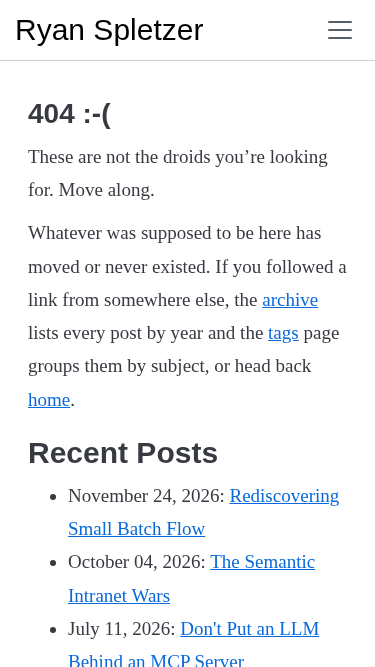 Ryan Spletzer
404 :-(
These are not the droids you’re looking
for. Move along.
Whatever was supposed to be here has
moved or never existed. If you followed a
link from somewhere else, the archive
lists every post by year and the tags page
groups them by subject, or head back
home.
Recent Posts
November 24, 2026: Rediscovering
Small Batch Flow
October 04, 2026: The Semantic
Intranet Wars
July 11, 2026: Don't Put an LLM
Behind an MCP Server